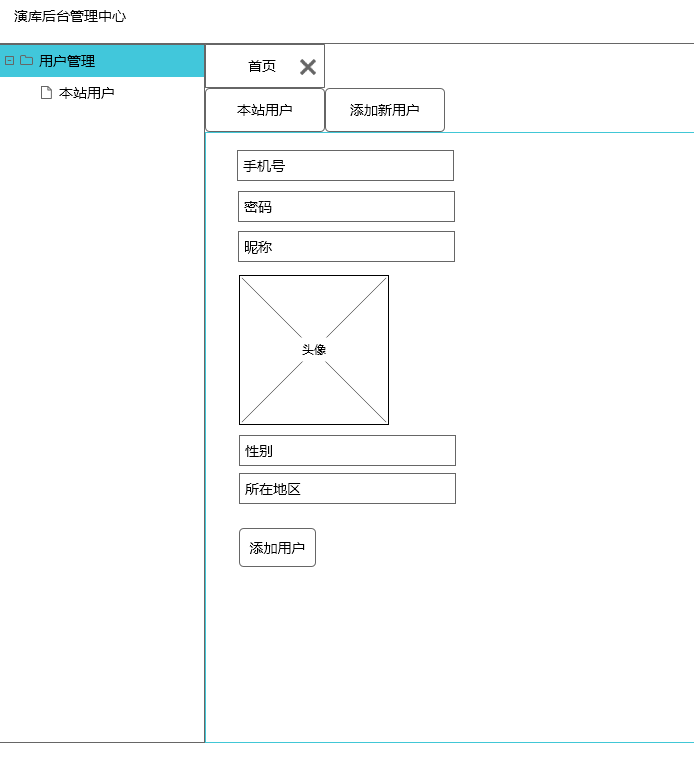 演库后台管理中心
用户管理
本站用户
首页
本站用户
添加新用户
手机号
密码
昵称
头像
性别
所在地区
添加用户